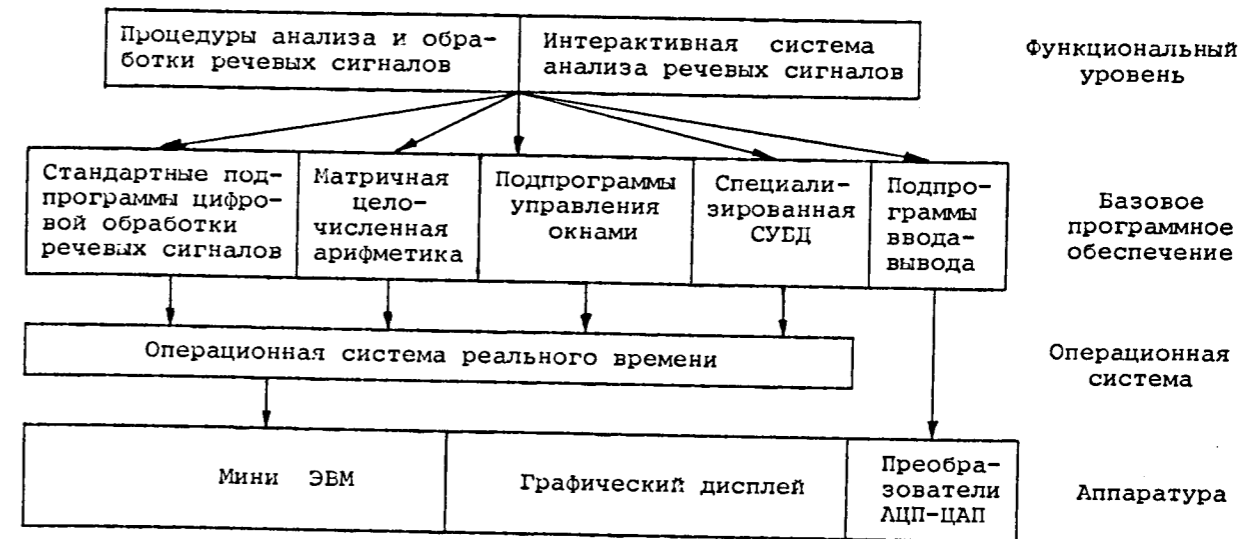 Процедуры анализа и обра-
ботки речевых сигналов
Интерактивная система
анализа речевых сигналов
Функциональный
уровень
Стандартные под-
программы цифро-
вой обработки
речевых сигналов
Матричная
цело-
численная
арифметика
Подпрограммы
управления
окнами
Специали-
зированная
СУБД
Подпро-
граммы
ввода-
вывода
Базовое
программное
обеспечение
Операционная система реального времени
Операционная
система
Мини ЭВМ
Графический дисплей
Преобра-
зователи
АЦП-ЦАП
Аппаратура